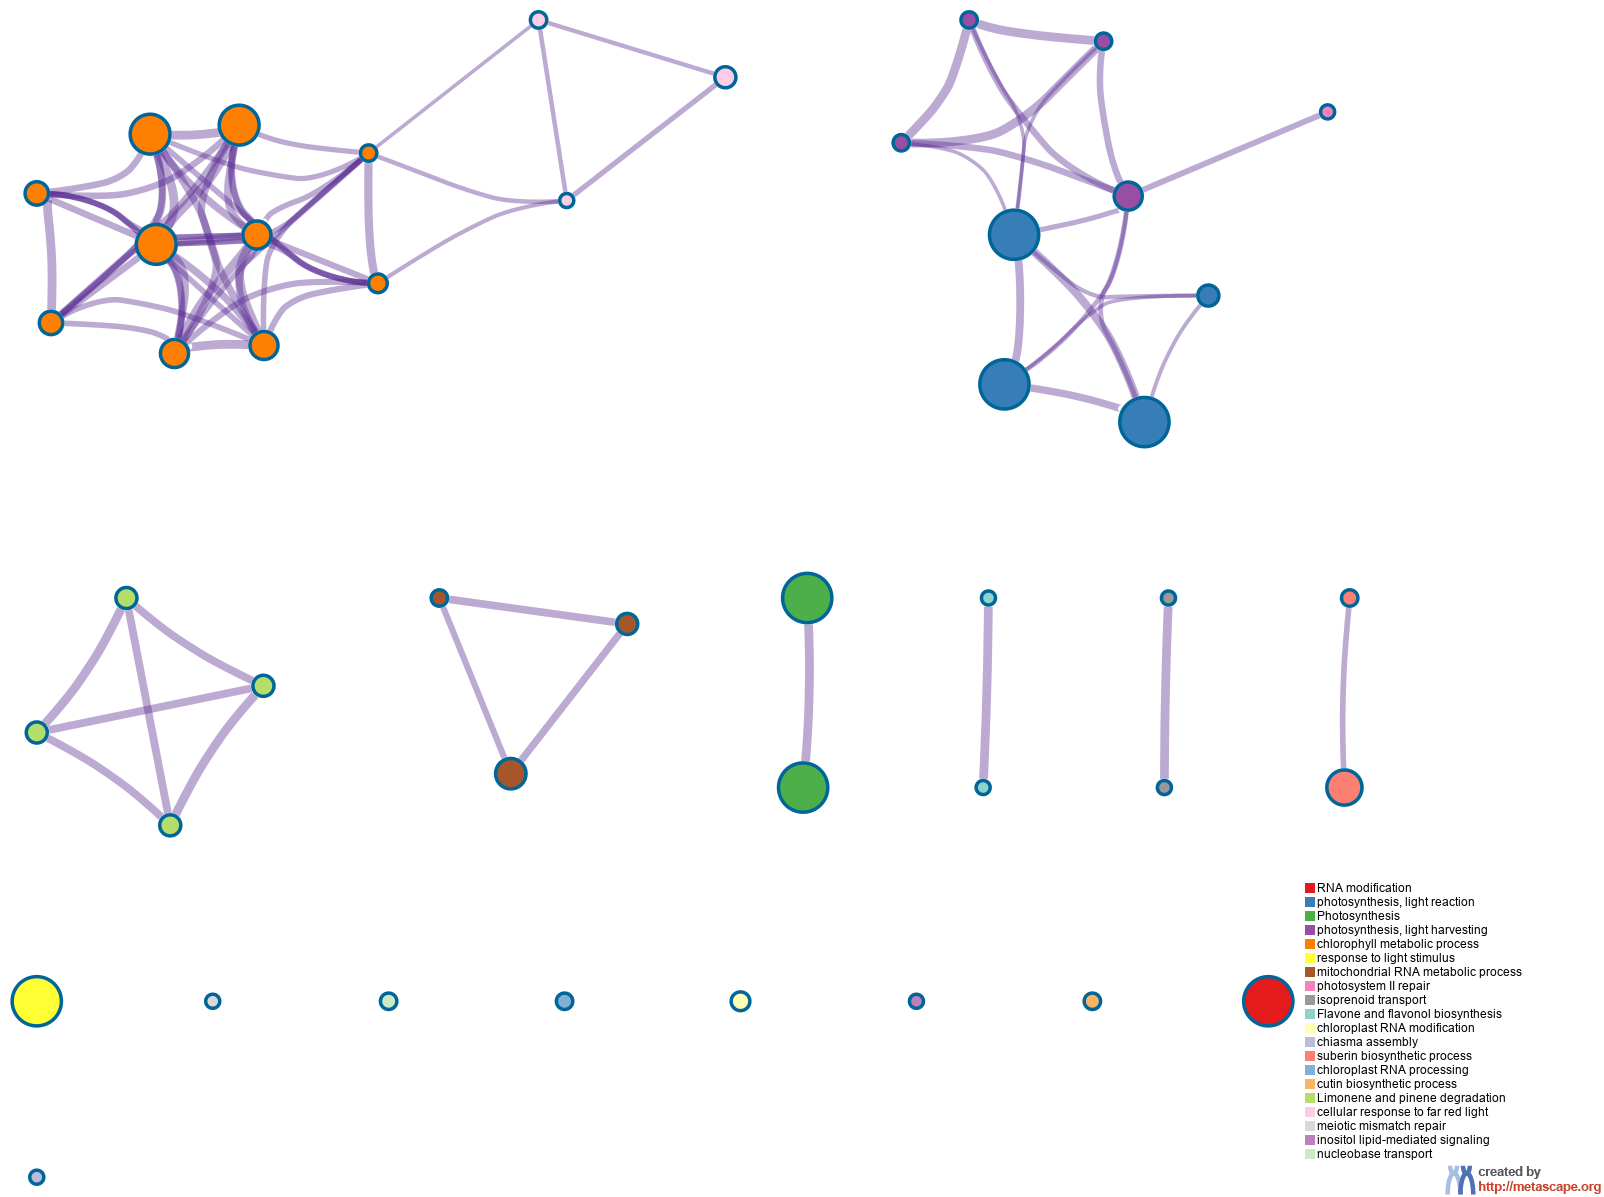 RNA modification
photosynthesis, light reaction
Photosynthesis
photosynthesis, light harvesting
chlorophyll metabolic process
response to light stimulus
mitochondrial RNA metabolic process
photosystem II repair
isoprenoid transport
Flavone and flavonol biosynthesis
chloroplast RNA modification
chiasma assembly
suberin biosynthetic process
chloroplast RNA processing
cutin biosynthetic process
Limonene and pinene degradation
cellular response to far red light
meiotic mismatch repair
inositol lipid-mediated signaling
nucleobase transport
created by
http://metascape.org